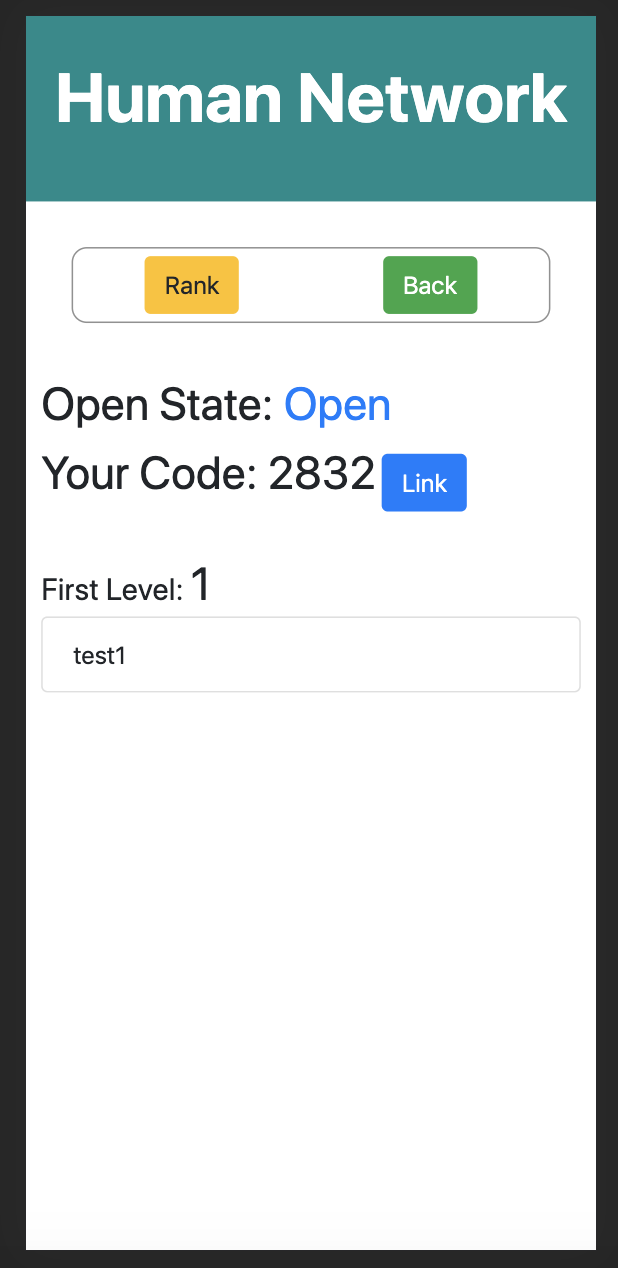 Human Network
Rank Back
Open State: Open
Your Code: 2832 Link
First Level: 1
test1